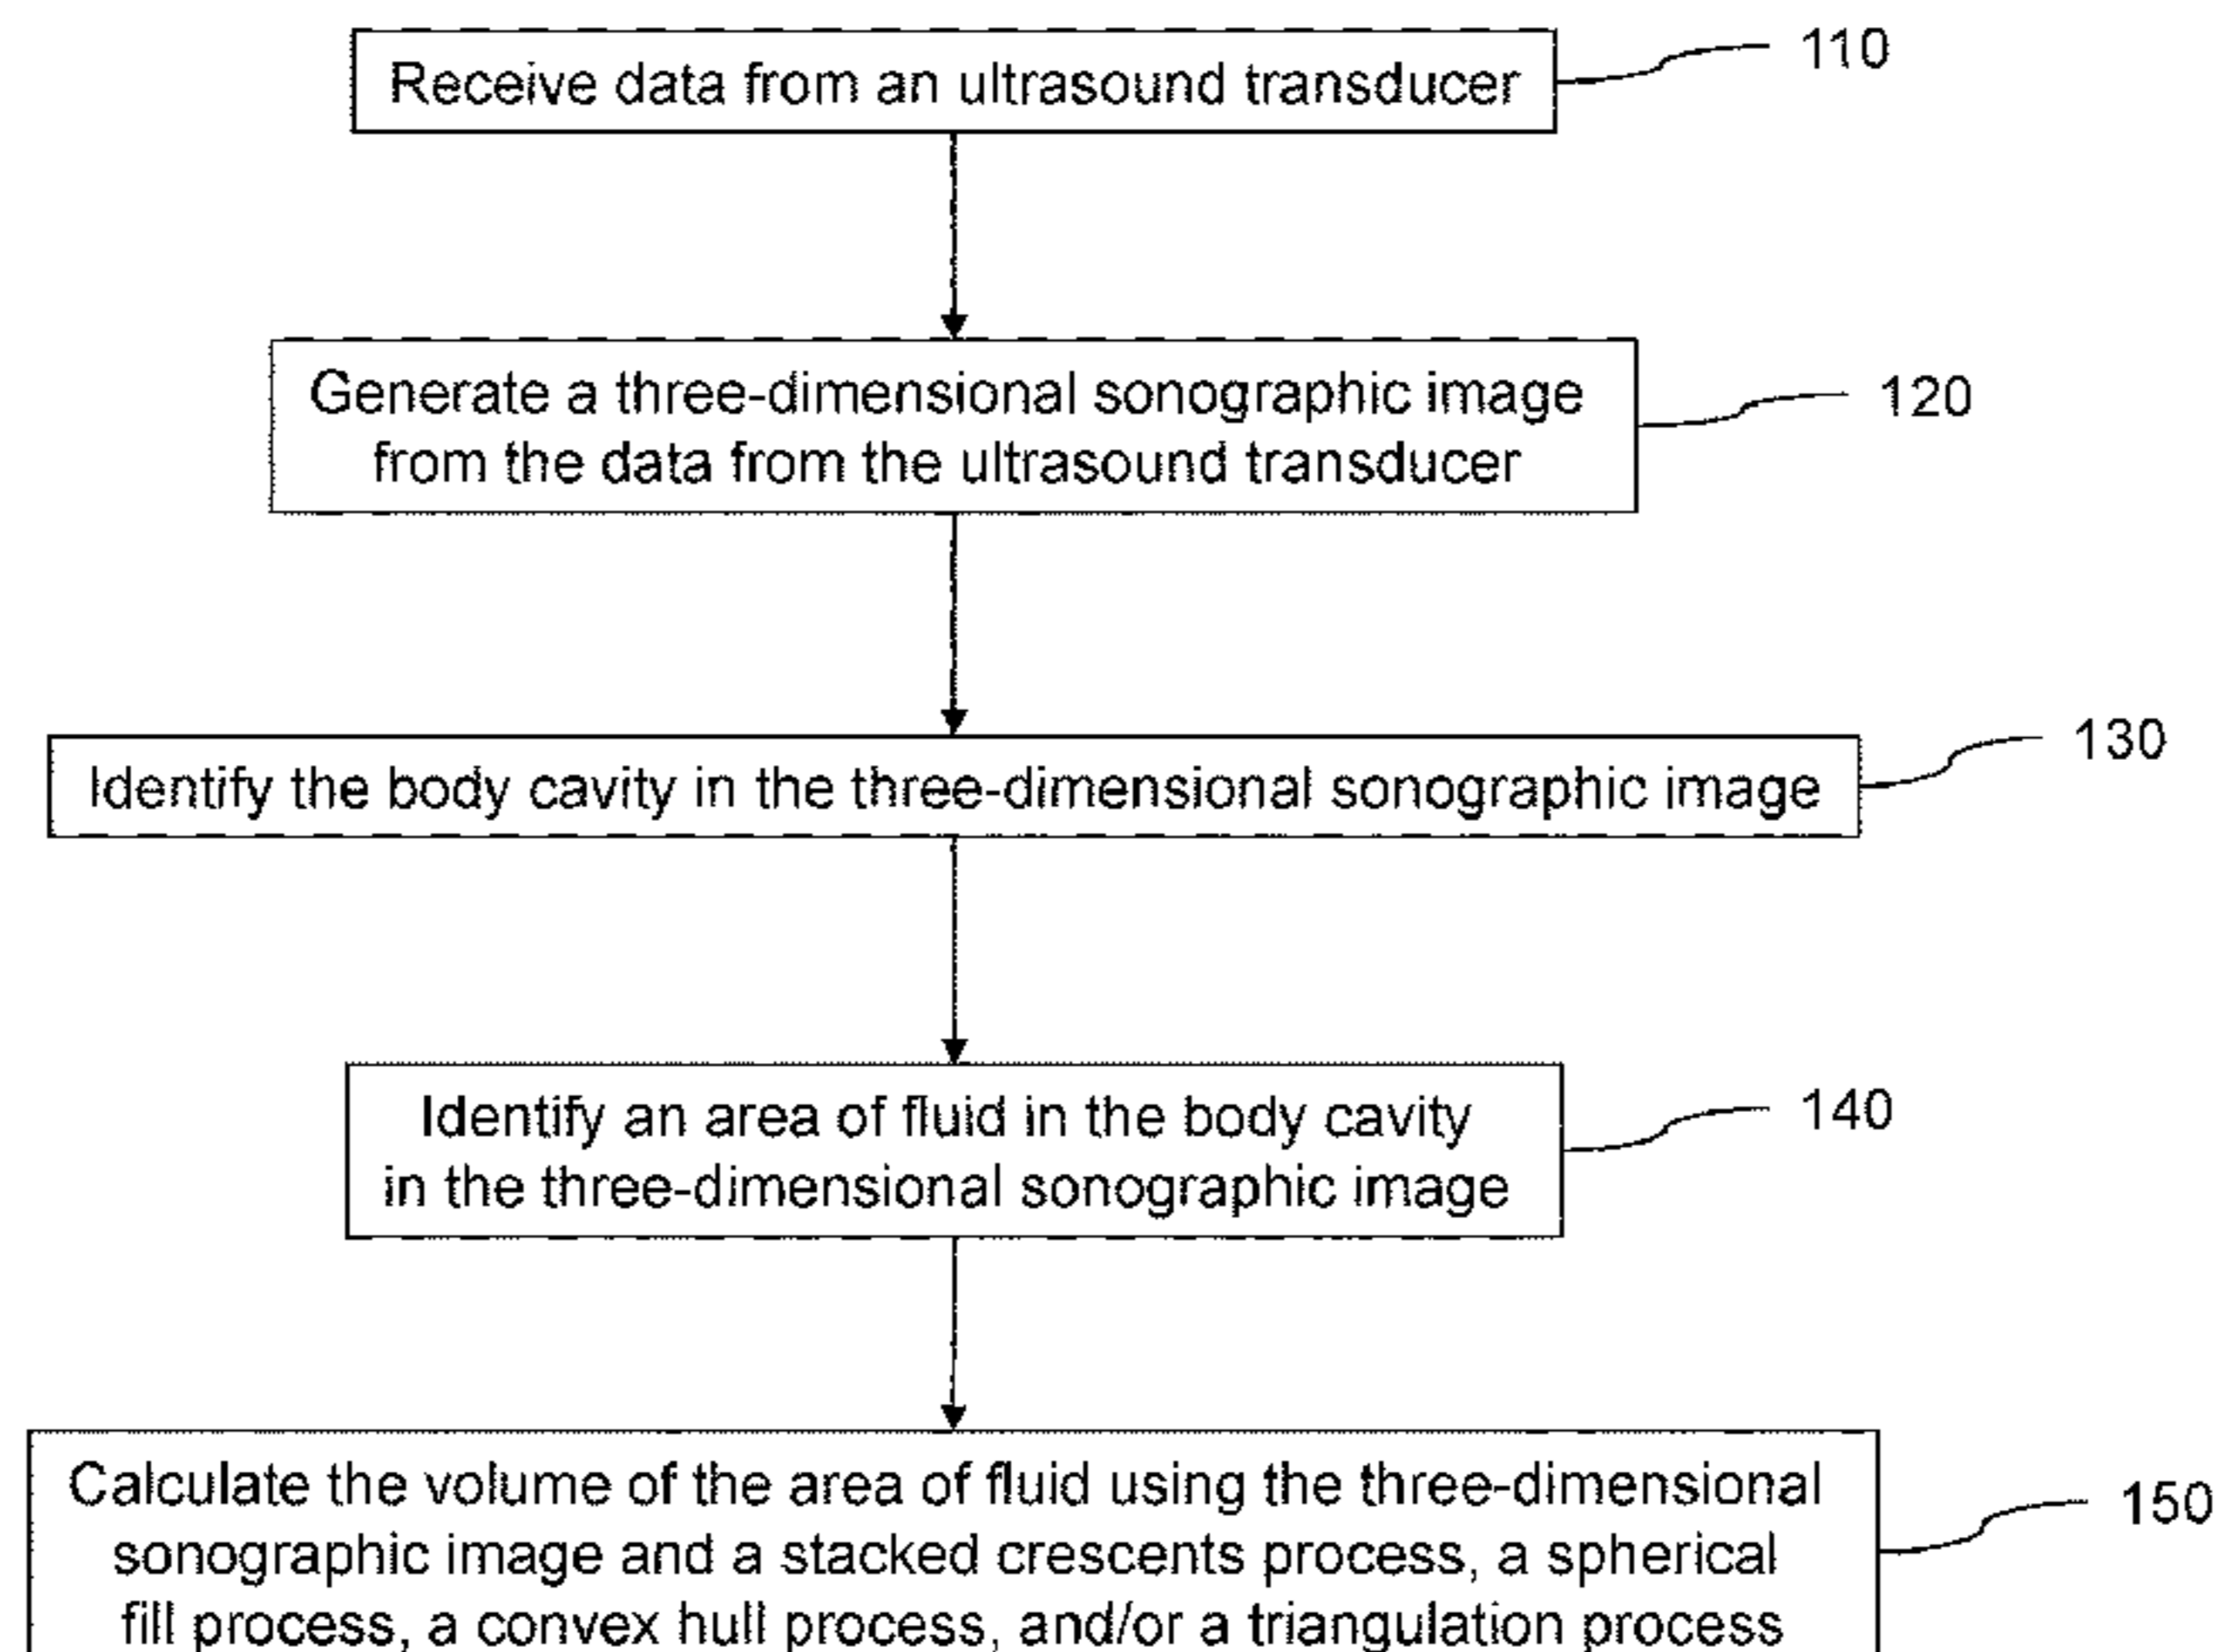 Receive data from an ultrasound transducer
110
Generate a three-dimensional sonographic image
from the data from the ultrasound transducer
120
Identify the body cavity in the three-dimensional sonographic image
130
Identify an area of fluid in the body cavity
in the three-dimensional sonographic image
140
Calculate the volume of the area of fluid using the three-dimensional
sonographic image and a stacked crescents process, a spherical
fill process, a convex hull process, and/or a triangulation process
150